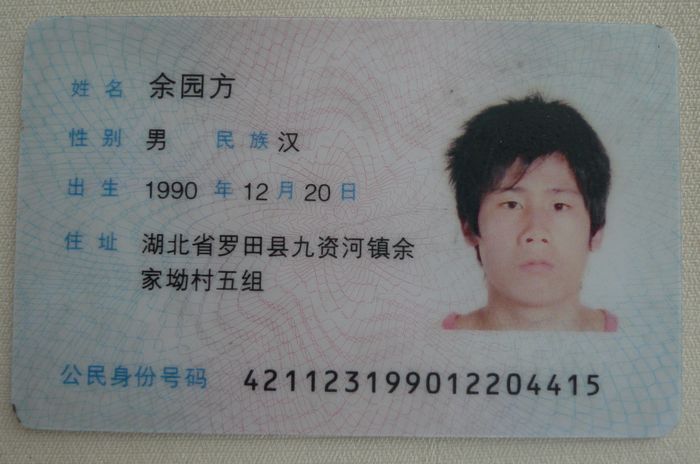 姓名 余园方
性别 男 民族 汉
出生 1990 年 12 月 20 日
住址 湖北省罗田县九资河镇余
家坳村五组
公民身份号码 421123199012204415